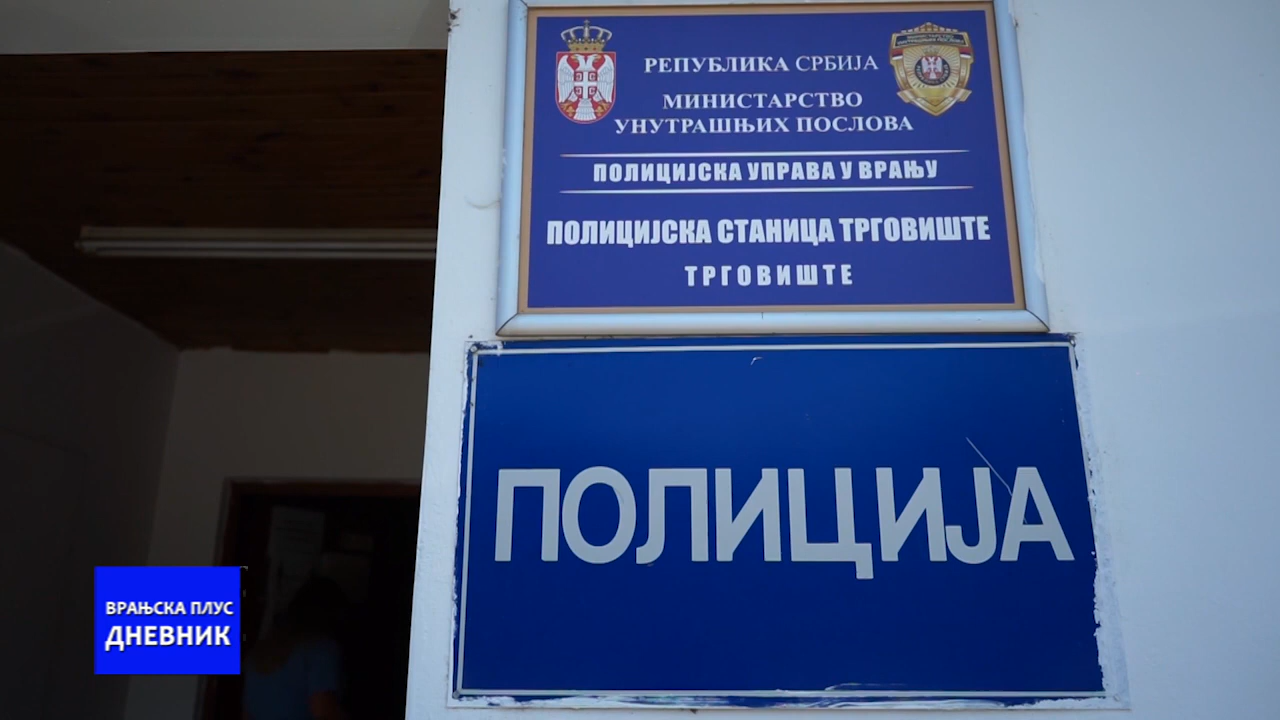 РЕПУБЛИКА СРБИЈА
МИНИСТАРСТВО
УНУТРАШЊИХ ПОСЛОВА
ПОЛИЦИЈСКА УПРАВА У ВРАЊУ
ПОЛИЦИЈСКА СТАНИЦА ТРГОВИШТЕ
ТРГОВИШТЕ
ПОЛИЦИЈА
ВРАЊСКА ПЛУС
ДНЕВНИК